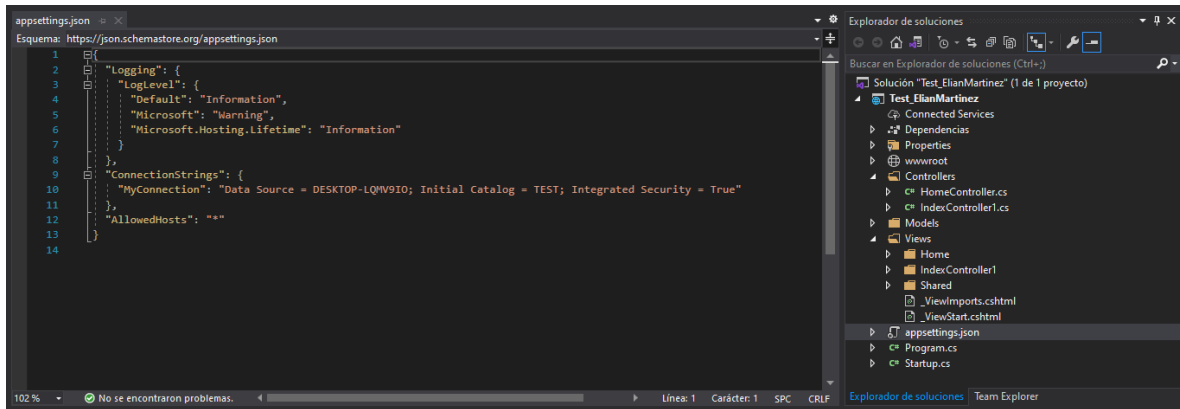 appsettings.json
Esquema: https://json.schemastore.org/appsettings.json
1 {
2 "Logging": {
3 "LogLevel": {
4 "Default": "Information",
5 "Microsoft": "Warning",
6 "Microsoft.Hosting.Lifetime": "Information"
7 }
8 },
9 "ConnectionStrings": {
10 "MyConnection": "Data Source = DESKTOP-LQMV9IO; Initial Catalog = TEST; Integrated Security = True"
11 },
12 "AllowedHosts": "*"
13 }
14
102 % No se encontraron problemas. Línea: 1 Carácter: 1 SPC CRLF
Explorador de soluciones
Buscar en Explorador de soluciones (Ctrl+;)
Solución "Test_ElianMartinez" (1 de 1 proyecto)
Test_ElianMartinez
Connected Services
Dependencias
Properties
wwwroot
Controllers
C# HomeController.cs
C# IndexController1.cs
Models
Views
Home
IndexController1
Shared
_ViewImports.cshtml
_ViewStart.cshtml
appsettings.json
C# Program.cs
C# Startup.cs
Explorador de soluciones Team Explorer